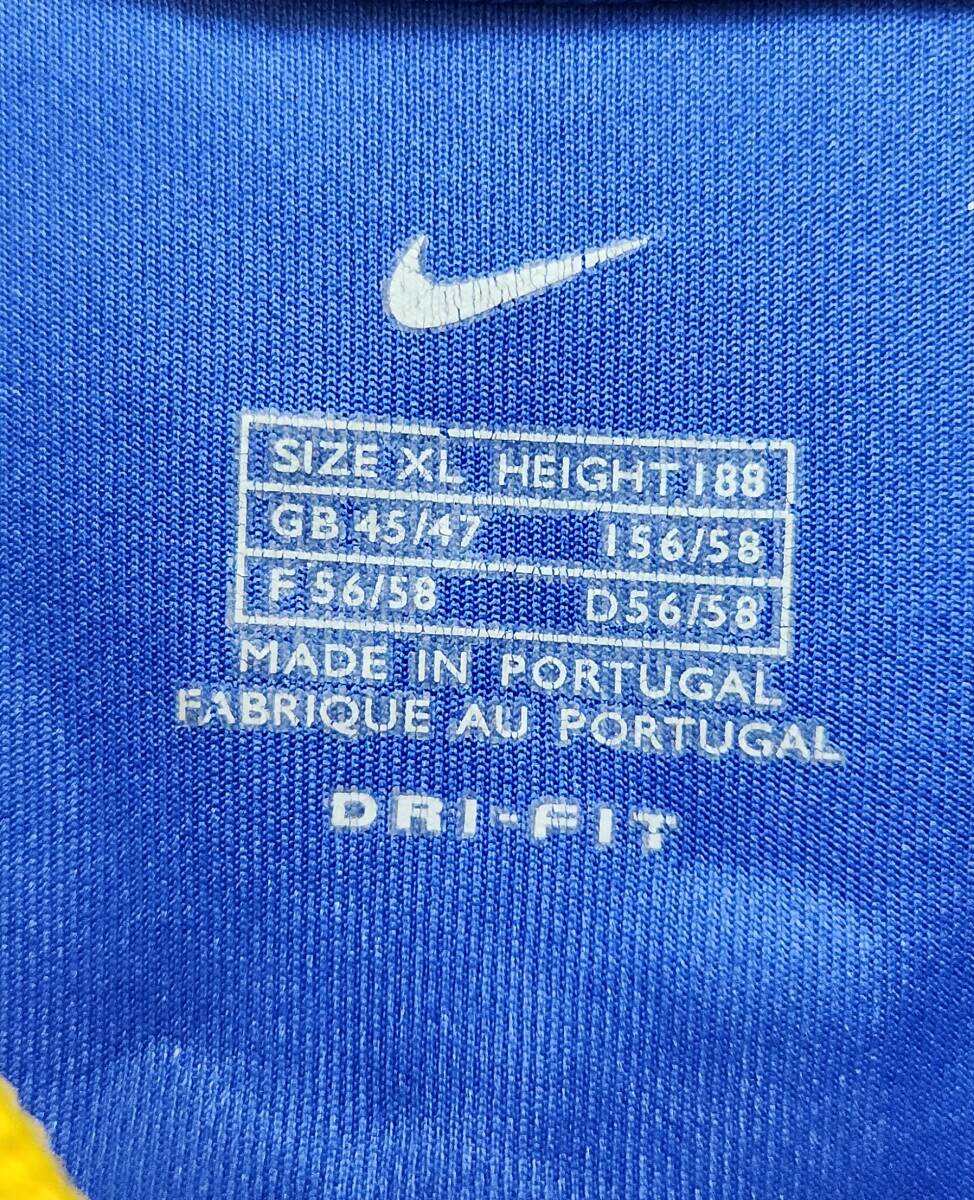 SIZE XL HEIGHT 188
GB 45/47 I 56/58
F 56/58 D 56/58
MADE IN PORTUGAL
FABRIQUE AU PORTUGAL
DRI-FIT